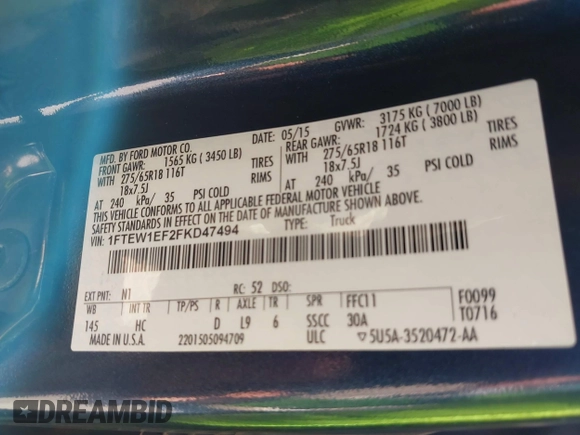 MFD. BY FORD MOTOR CO. DATE: 05/15 GVWR: 3175 KG ( 7000 LB)
FRONT GAWR: 1565 KG ( 3450 LB) REAR GAWR: 1724 KG ( 3800 LB)
WITH 275/65R18 116T TIRES WITH 275/65R18 116T TIRES
18x7.5J RIMS 18x7.5J RIMS
AT 240 kPa/ 35 PSI COLD AT 240 kPa/ 35 PSI COLD
THIS VEHICLE CONFORMS TO ALL APPLICABLE FEDERAL MOTOR VEHICLE
SAFETY STANDARDS IN EFFECT ON THE DATE OF MANUFACTURE SHOWN ABOVE.
VIN: 1FTEW1EF2FKD47494 TYPE: Truck
EXT PNT: N1 RC: 52 DSO:
WB INT TR TP/PS R AXLE TR SPR FFC11 F0099
145 HC D L9 6 SSCC 30A T0716
MADE IN U.S.A. 2201505094709 ULC 5U5A-3520472-AA
DREAMBID